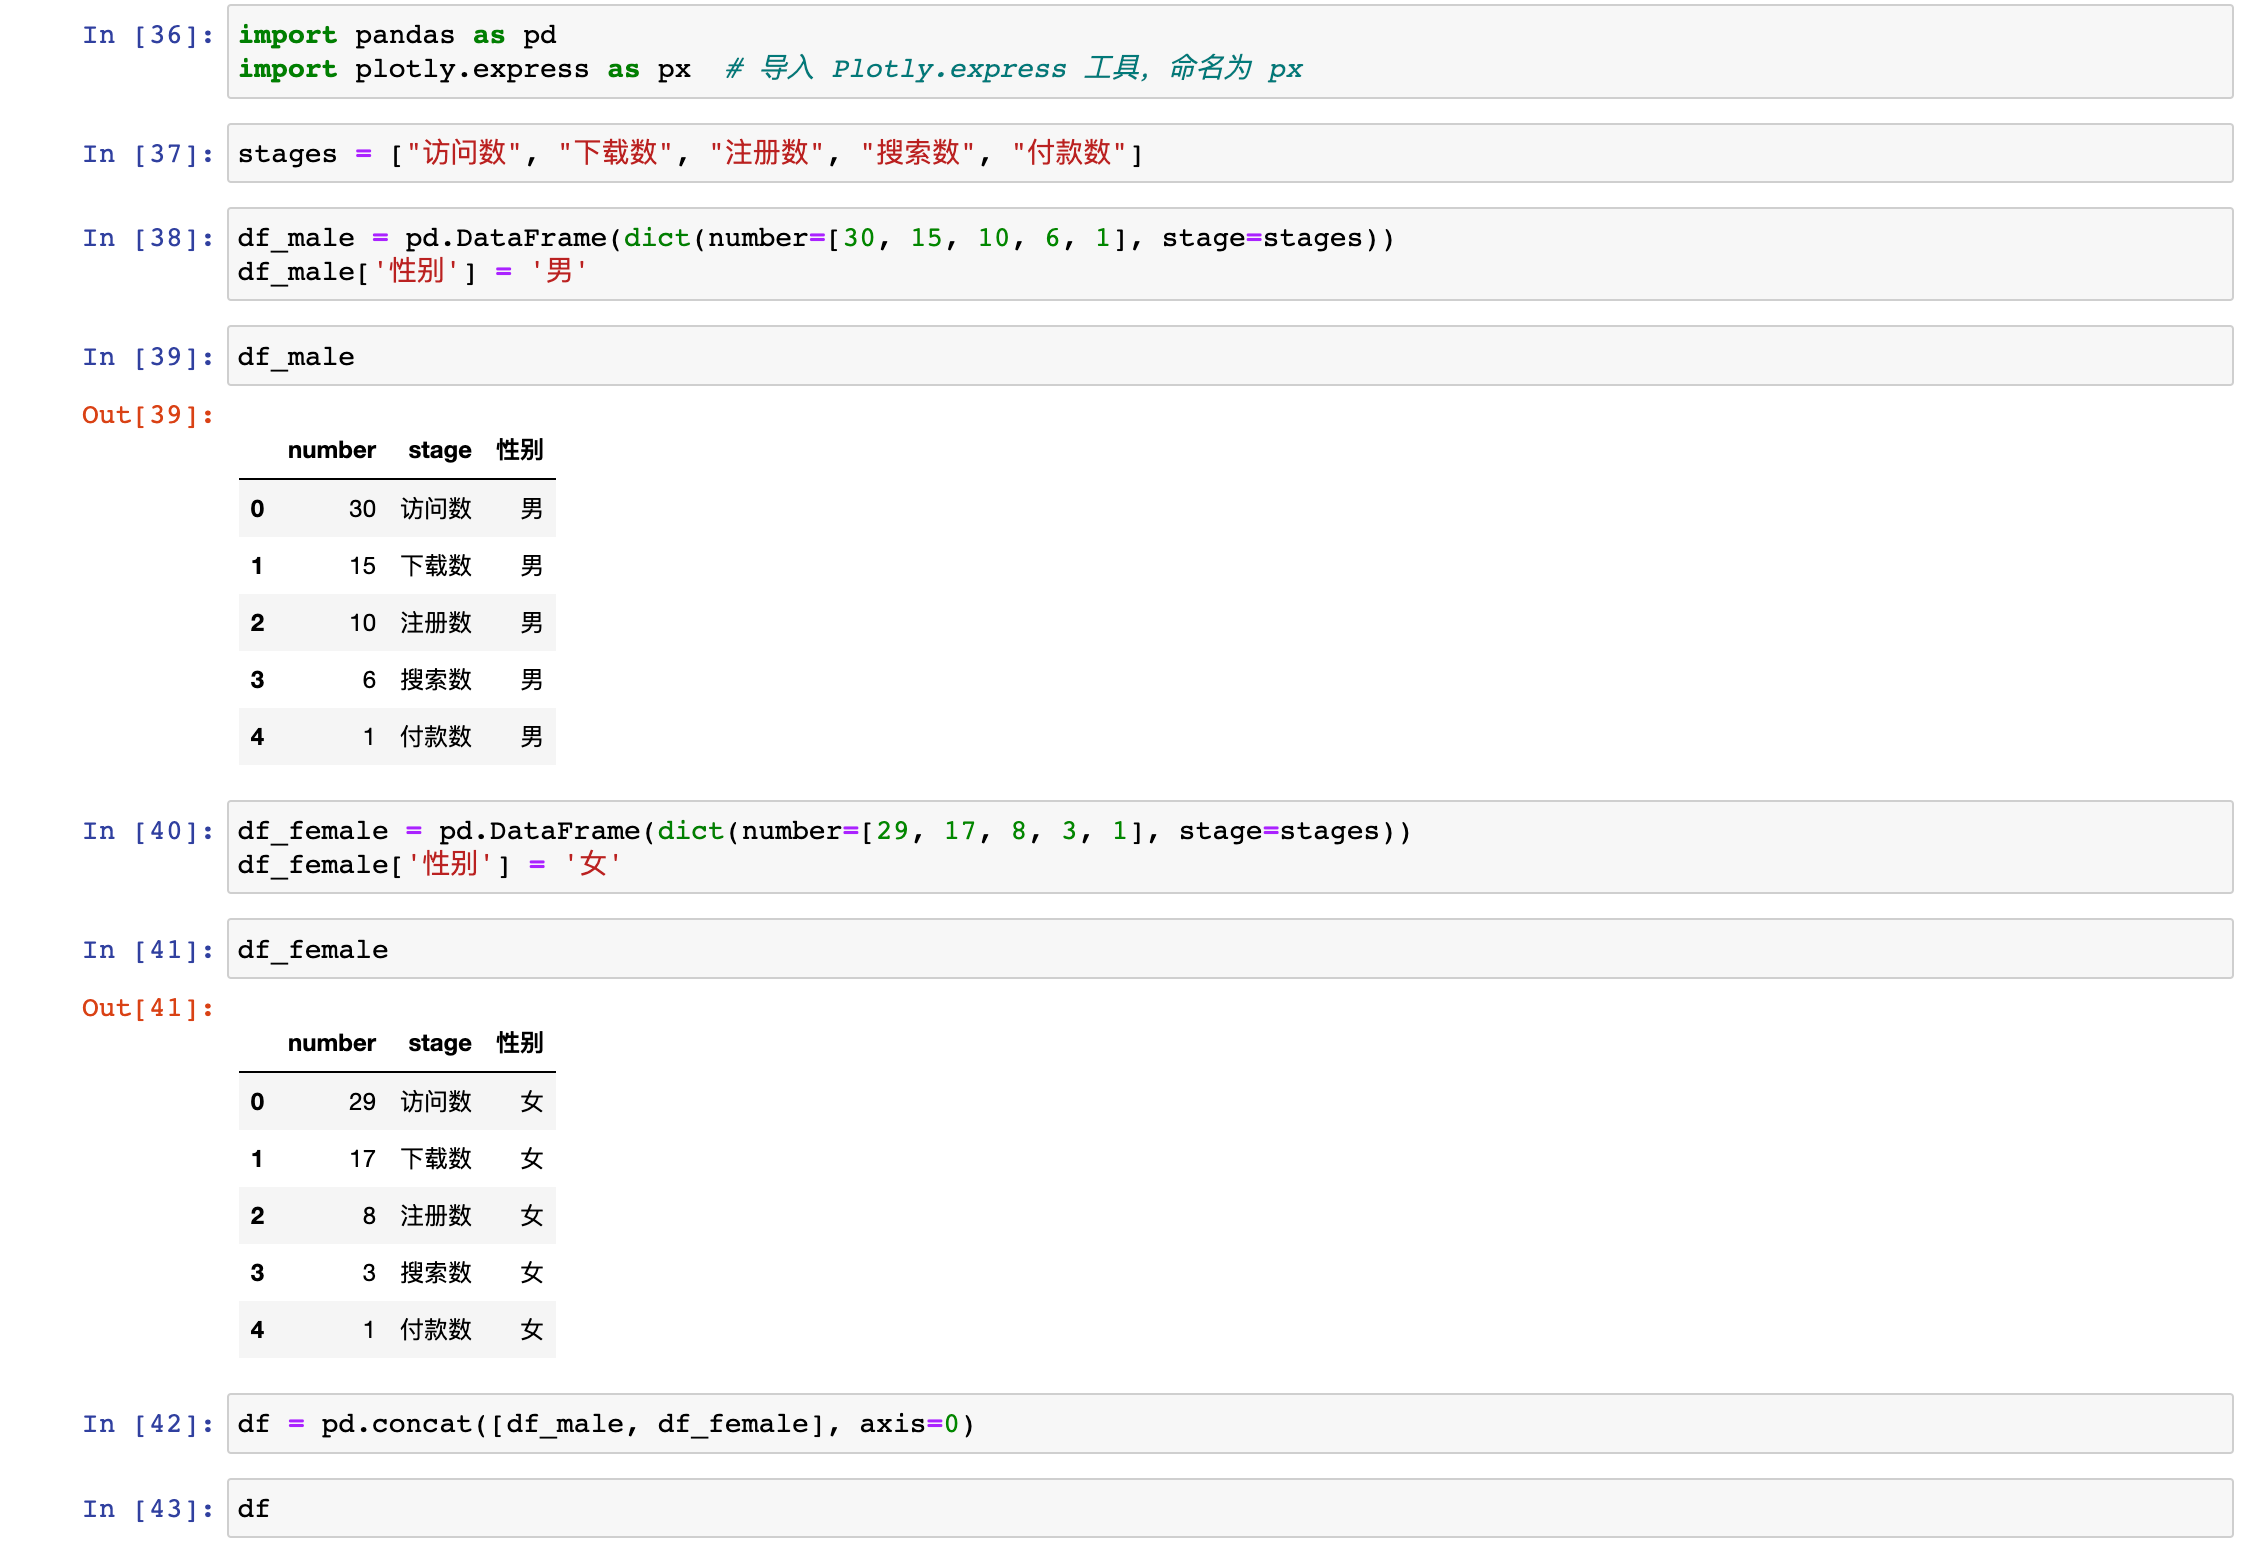 In [36]: import pandas as pd
import plotly.express as px  # 导入 Plotly.express 工具，命名为 px
In [37]: stages = ["访问数", "下载数", "注册数", "搜索数", "付款数"]
In [38]: df_male = pd.DataFrame(dict(number=[30, 15, 10, 6, 1], stage=stages))
df_male['性别'] = '男'
In [39]: df_male
Out[39]:
number stage 性别
0 30 访问数 男
1 15 下载数 男
2 10 注册数 男
3 6 搜索数 男
4 1 付款数 男
In [40]: df_female = pd.DataFrame(dict(number=[29, 17, 8, 3, 1], stage=stages))
df_female['性别'] = '女'
In [41]: df_female
Out[41]:
number stage 性别
0 29 访问数 女
1 17 下载数 女
2 8 注册数 女
3 3 搜索数 女
4 1 付款数 女
In [42]: df = pd.concat([df_male, df_female], axis=0)
In [43]: df